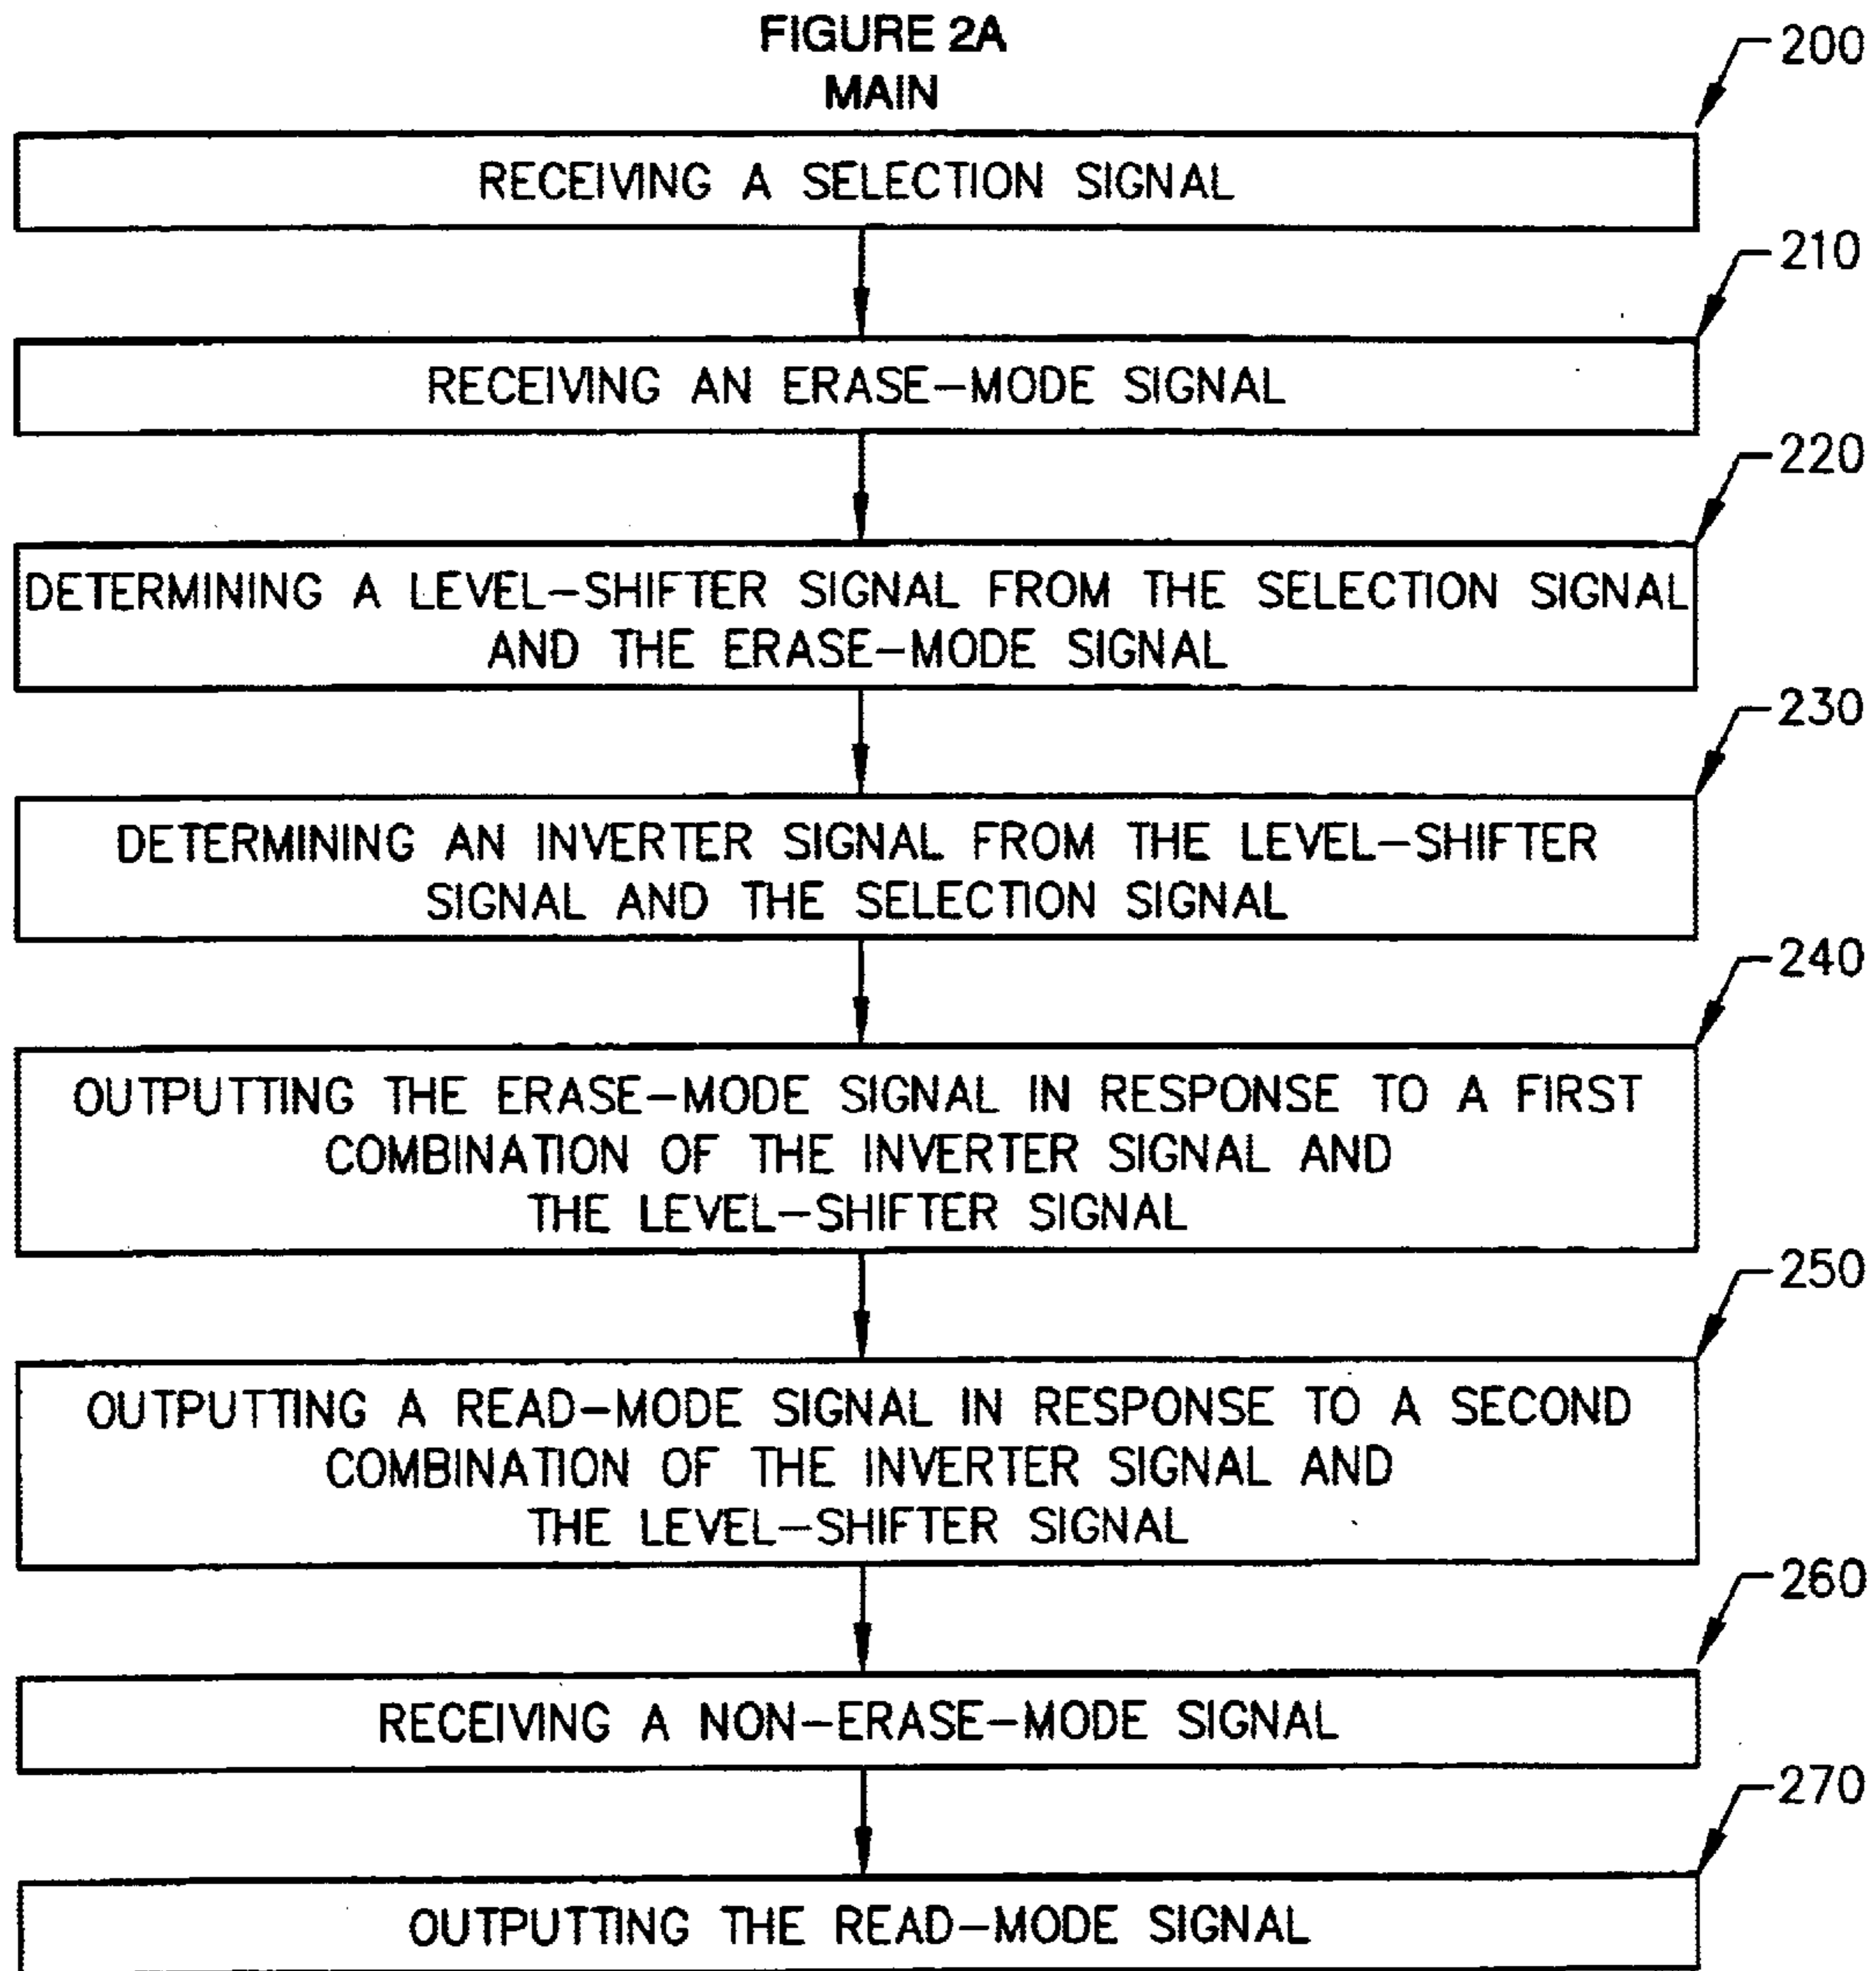 FIGURE 2A
MAIN
200
RECEIVING A SELECTION SIGNAL
210
RECEIVING AN ERASE-MODE SIGNAL
220
DETERMINING A LEVEL-SHIFTER SIGNAL FROM THE SELECTION SIGNAL
AND THE ERASE-MODE SIGNAL
230
DETERMINING AN INVERTER SIGNAL FROM THE LEVEL-SHIFTER
SIGNAL AND THE SELECTION SIGNAL
240
OUTPUTTING THE ERASE-MODE SIGNAL IN RESPONSE TO A FIRST
COMBINATION OF THE INVERTER SIGNAL AND
THE LEVEL-SHIFTER SIGNAL
250
OUTPUTTING A READ-MODE SIGNAL IN RESPONSE TO A SECOND
COMBINATION OF THE INVERTER SIGNAL AND
THE LEVEL-SHIFTER SIGNAL
260
RECEIVING A NON-ERASE-MODE SIGNAL
270
OUTPUTTING THE READ-MODE SIGNAL